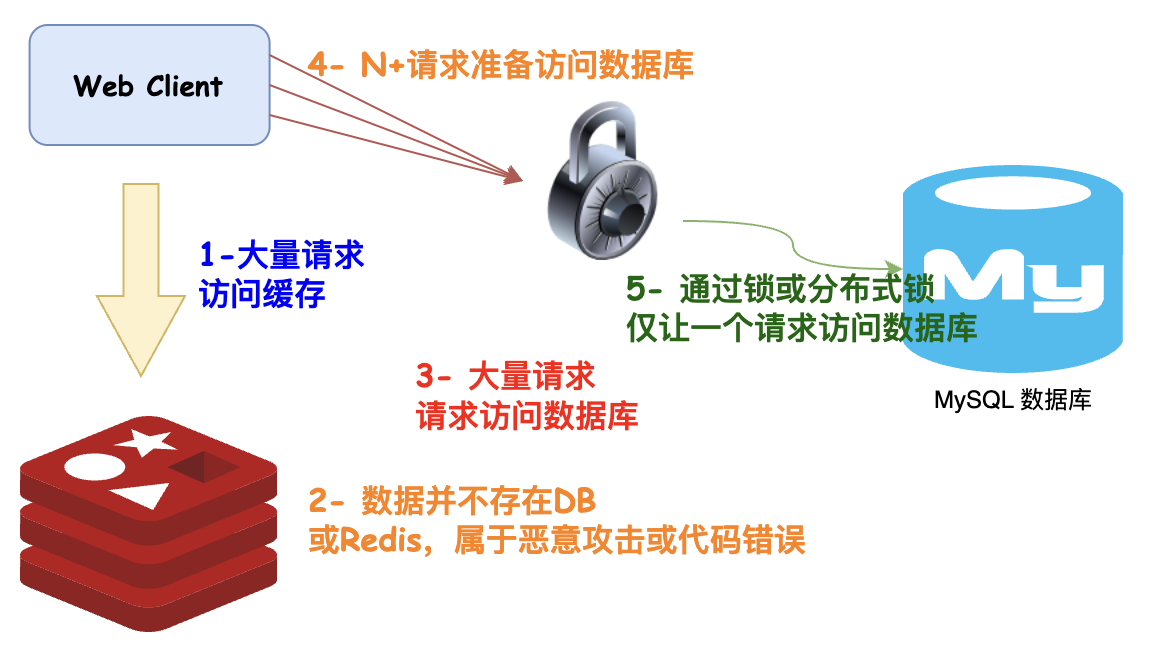 Web Client
4- N+请求准备访问数据库
1-大量请求
访问缓存
My
5- 通过锁或分布式锁
仅让一个请求访问数据库
3- 大量请求
请求访问数据库
MySQL 数据库
2- 数据并不存在DB
或Redis，属于恶意攻击或代码错误